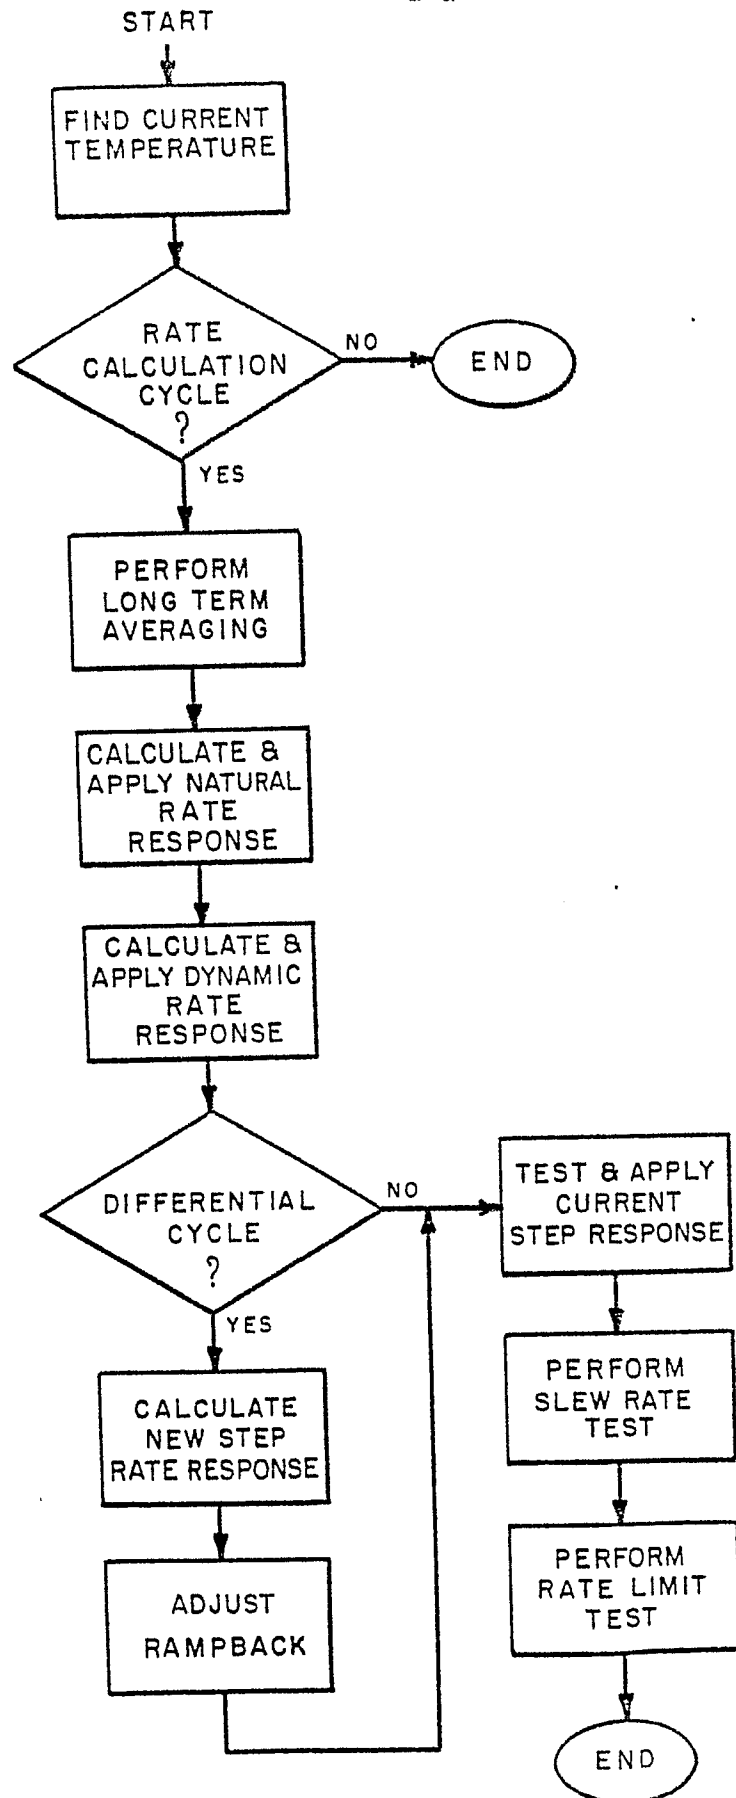 START
FIND CURRENT
TEMPERATURE
RATE
CALCULATION
CYCLE
?
NO
END
YES
PERFORM
LONG TERM
AVERAGING
CALCULATE &
APPLY NATURAL
RATE
RESPONSE
CALCULATE &
APPLY DYNAMIC
RATE
RESPONSE
DIFFERENTIAL
CYCLE
?
NO
YES
CALCULATE
NEW STEP
RATE RESPONSE
ADJUST
RAMPBACK
TEST & APPLY
CURRENT
STEP RESPONSE
PERFORM
SLEW RATE
TEST
PERFORM
RATE LIMIT
TEST
END